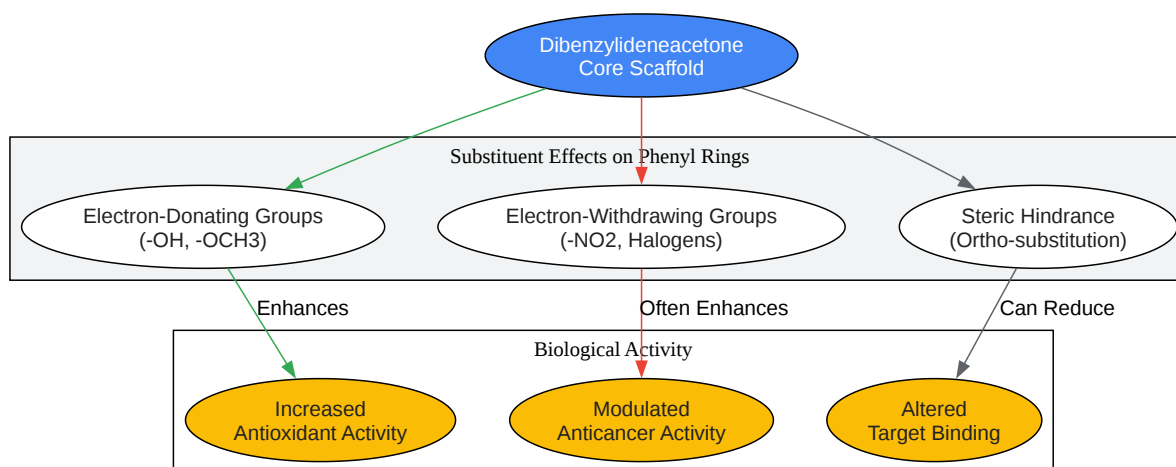 Dibenzylideneacetone
Core Scaffold
Substituent Effects on Phenyl Rings
Electron-Donating Groups
(-OH, -OCH3)
Electron-Withdrawing Groups
(-NO2, Halogens)
Steric Hindrance
(Ortho-substitution)
Enhances
Often Enhances
Can Reduce
Biological Activity
Increased
Antioxidant Activity
Modulated
Anticancer Activity
Altered
Target Binding